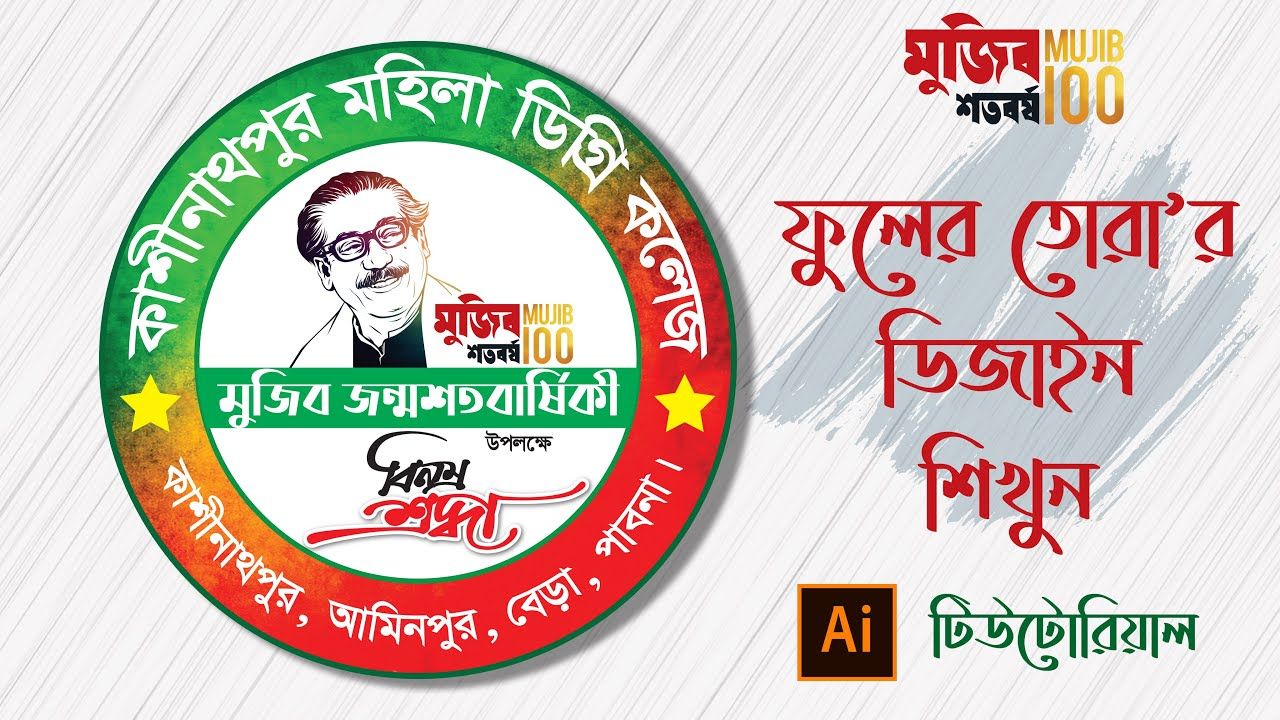 কাশীনাথপুর মহিলা ডিগ্রি কলেজ
মুজিব MUJIB
শতবর্ষ 100
মুজিব জন্মশতবার্ষিকী
উপলক্ষে
বিনম্র
শ্রদ্ধা
কাশীনাথপুর, আমিনপুর, বেড়া, পাবনা।
মুজিব MUJIB
শতবর্ষ 100
ফুলের তোরা'র
ডিজাইন
শিখুন
Ai টিউটোরিয়াল